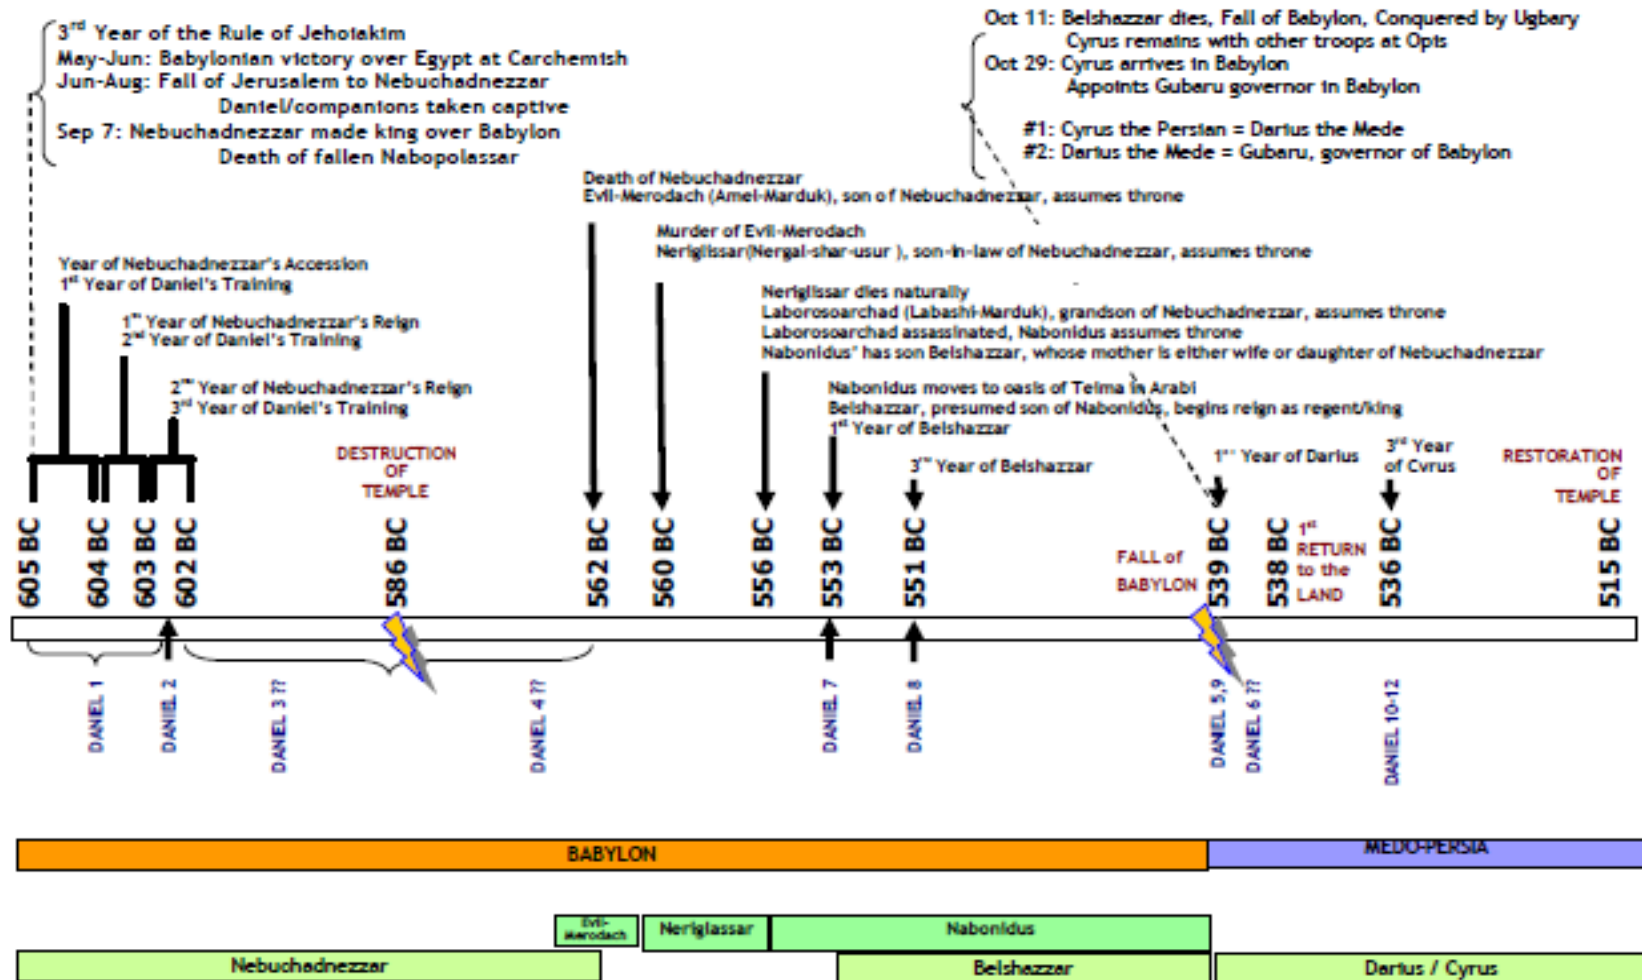 3rd Year of the Rule of Jehoiakim
May-Jun: Babylonian victory over Egypt at Carchemish
Jun-Aug: Fall of Jerusalem to Nebuchadnezzar
Daniel/companions taken captive
Sep 7: Nebuchadnezzar made king over Babylon
Death of fallen Nabopolassar
Oct 11: Belshazzar dies, Fall of Babylon, Conquered by Ugbary
Cyrus remains with other troops at Opis
Oct 29: Cyrus arrives in Babylon
Appoints Gubaru governor in Babylon
#1: Cyrus the Persian = Darius the Mede
#2: Darius the Mede = Gubaru, governor of Babylon
Death of Nebuchadnezzar
Evil-Merodach (Amel-Marduk), son of Nebuchadnezzar, assumes throne
Murder of Evil-Merodach
Neriglissar(Nergal-shar-usur ), son-in-law of Nebuchadnezzar, assumes throne
Year of Nebuchadnezzar's Accession
1st Year of Daniel's Training
Neriglissar dies naturally
Laborosoarchad (Labashi-Marduk), grandson of Nebuchadnezzar, assumes throne
Laborosoarchad assassinated, Nabonidus assumes throne
Nabonidus' has son Belshazzar, whose mother is either wife or daughter of Nebuchadnezzar
1st Year of Nebuchadnezzar's Reign
2nd Year of Daniel's Training
2nd Year of Nebuchadnezzar's Reign
3rd Year of Daniel's Training
Nabonidus moves to oasis of Teima in Arabi
Belshazzar, presumed son of Nabonidus, begins reign as regent/king
1st Year of Belshazzar
3rd Year of Belshazzar
1st Year of Darius
3rd Year
of Cyrus
DESTRUCTION
OF
TEMPLE
RESTORATION
OF
TEMPLE
605 BC
604 BC
603 BC
602 BC
586 BC
562 BC
560 BC
556 BC
553 BC
551 BC
FALL of
BABYLON
539 BC
538 BC
1st
RETURN
to the
LAND
536 BC
515 BC
DANIEL 1
DANIEL 2
DANIEL 3 ??
DANIEL 4 ??
DANIEL 7
DANIEL 8
DANIEL 5,9
DANIEL 6 ??
DANIEL 10-12
BABYLON
MEDO-PERSIA
Evil-
Merodach
Neriglassar
Nabonidus
Nebuchadnezzar
Belshazzar
Darius / Cyrus